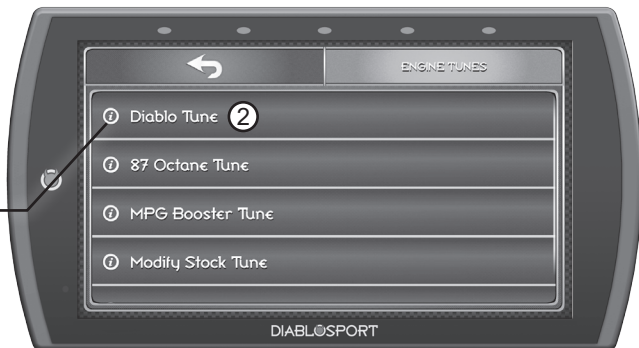 ENGINE TUNES
i Diablo Tune 2
i 87 Octane Tune
i MPG Booster Tune
i Modify Stock Tune
DIABLOSPORT